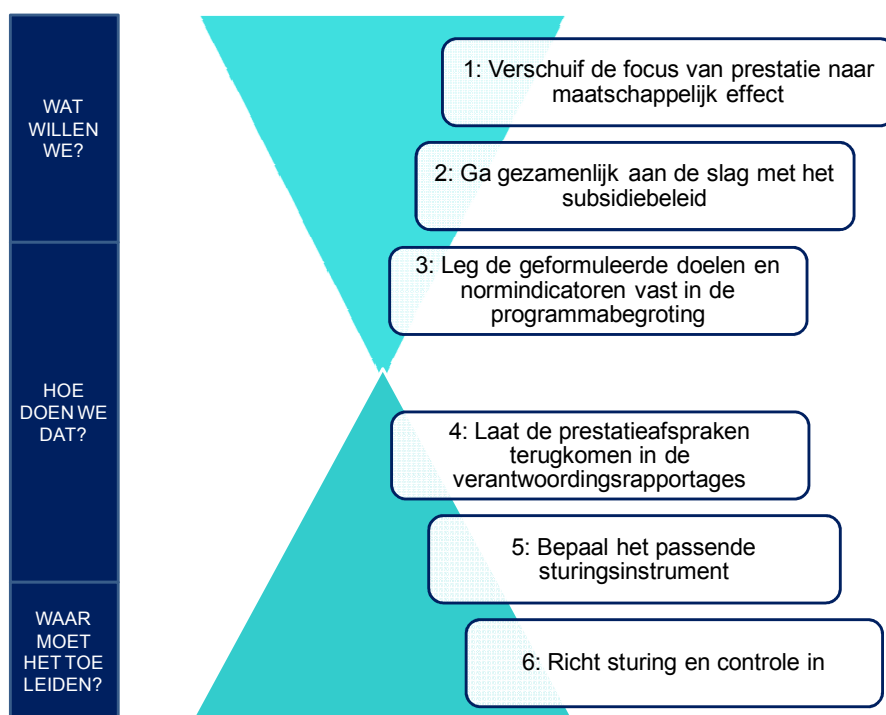 WAT
WILLEN
WE?
1: Verschuif de focus van prestatie naar
maatschappelijk effect
2: Ga gezamenlijk aan de slag met het
subsidiebeleid
HOE
DOEN WE
DAT?
3: Leg de geformuleerde doelen en
normindicatoren vast in de
programmabegroting
4: Laat de prestatieafspraken
terugkomen in de
verantwoordingsrapportages
5: Bepaal het passende
sturingsinstrument
WAAR
MOET
HET TOE
LEIDEN?
6: Richt sturing en controle in